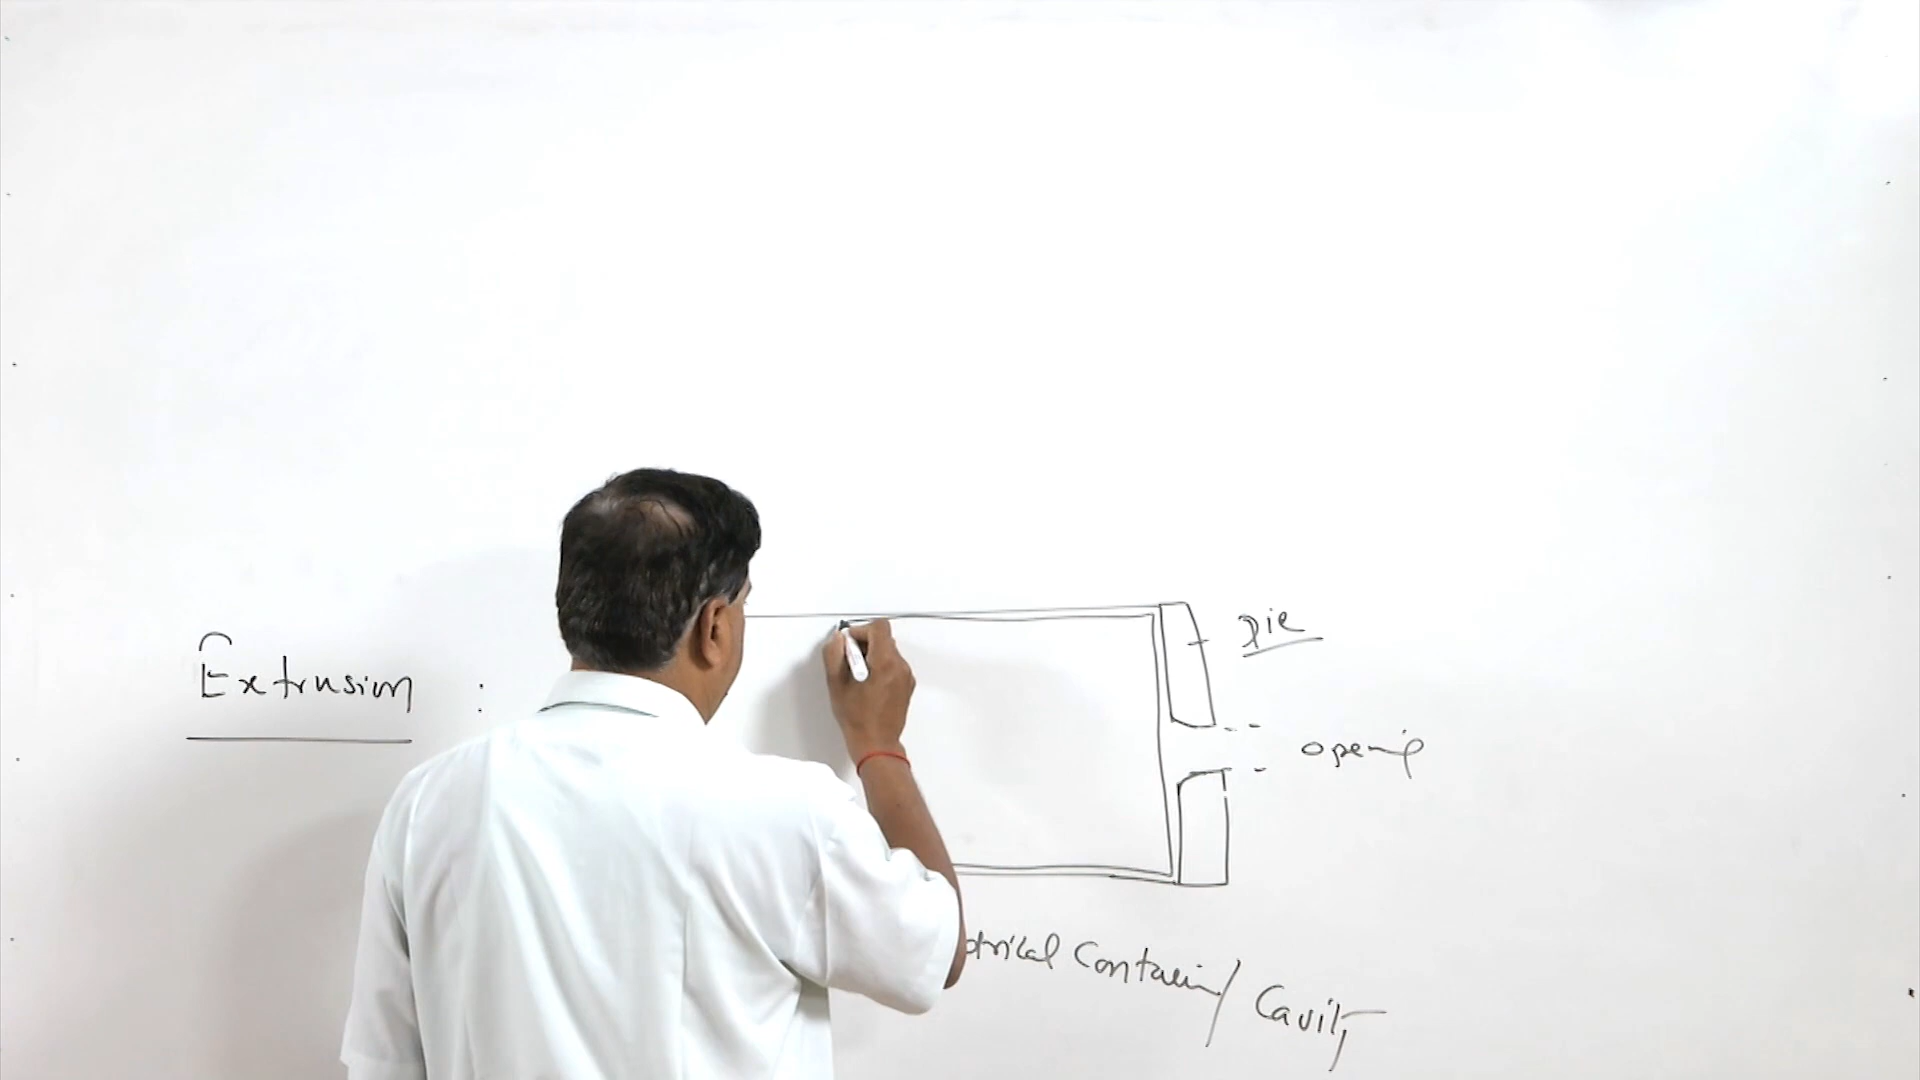 Extrusion :
Die
opening
Container / Cavity